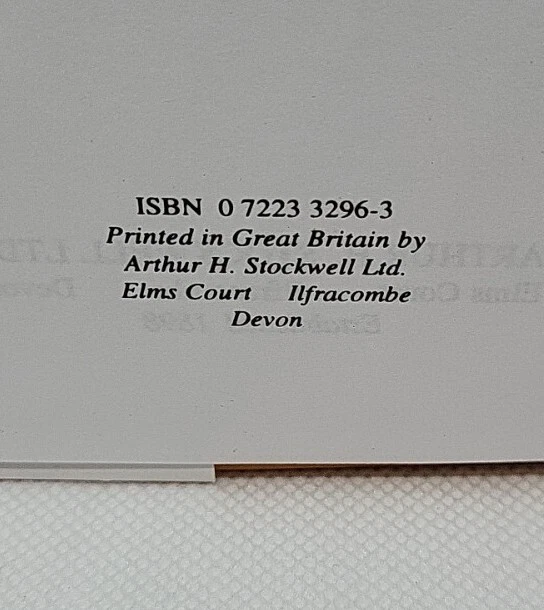 ISBN 0 7223 3296-3
Printed in Great Britain by
Arthur H. Stockwell Ltd.
Elms Court Ilfracombe
Devon